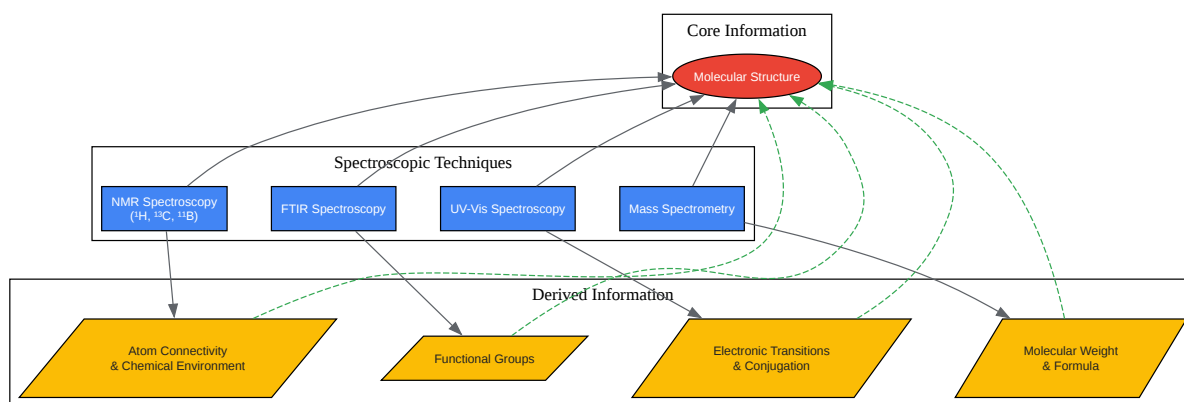 Core Information
Molecular Structure
Spectroscopic Techniques
NMR Spectroscopy
(¹H, ¹³C, ¹¹B)
FTIR Spectroscopy
UV-Vis Spectroscopy
Mass Spectrometry
Derived Information
Atom Connectivity
& Chemical Environment
Functional Groups
Electronic Transitions
& Conjugation
Molecular Weight
& Formula